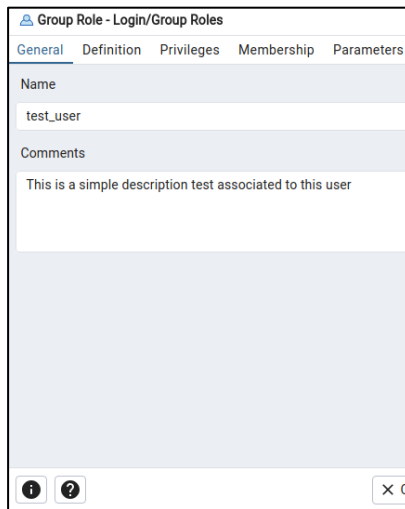 Group Role - Login/Group Roles
General Definition Privileges Membership Parameters
Name
test_user
Comments
This is a simple description test associated to this user